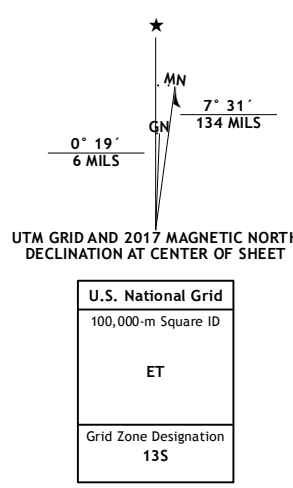 ★
MN
7° 31´
134 MILS
GN
0° 19´
6 MILS
UTM GRID AND 2017 MAGNETIC NORTH
DECLINATION AT CENTER OF SHEET
U.S. National Grid
100,000-m Square ID
ET
Grid Zone Designation
13S